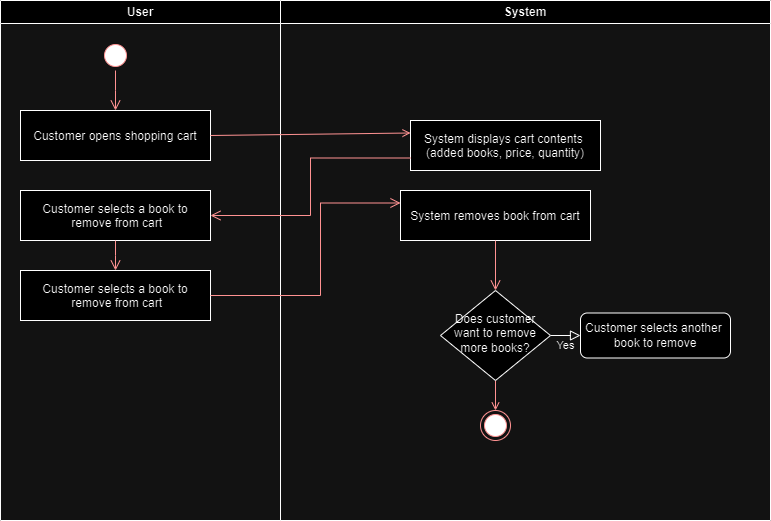 User
System
Customer opens shopping cart
System displays cart contents
(added books, price, quantity)
Customer selects a book to
remove from cart
System removes book from cart
Customer selects a book to
remove from cart
Does customer
want to remove
more books?
Yes
Customer selects another
book to remove